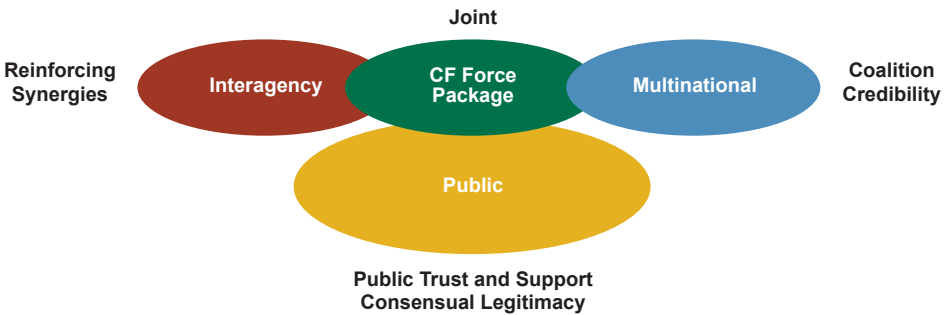 Joint
Reinforcing
Synergies
Interagency
CF Force
Package
Multinational
Coalition
Credibility
Public
Public Trust and Support
Consensual Legitimacy